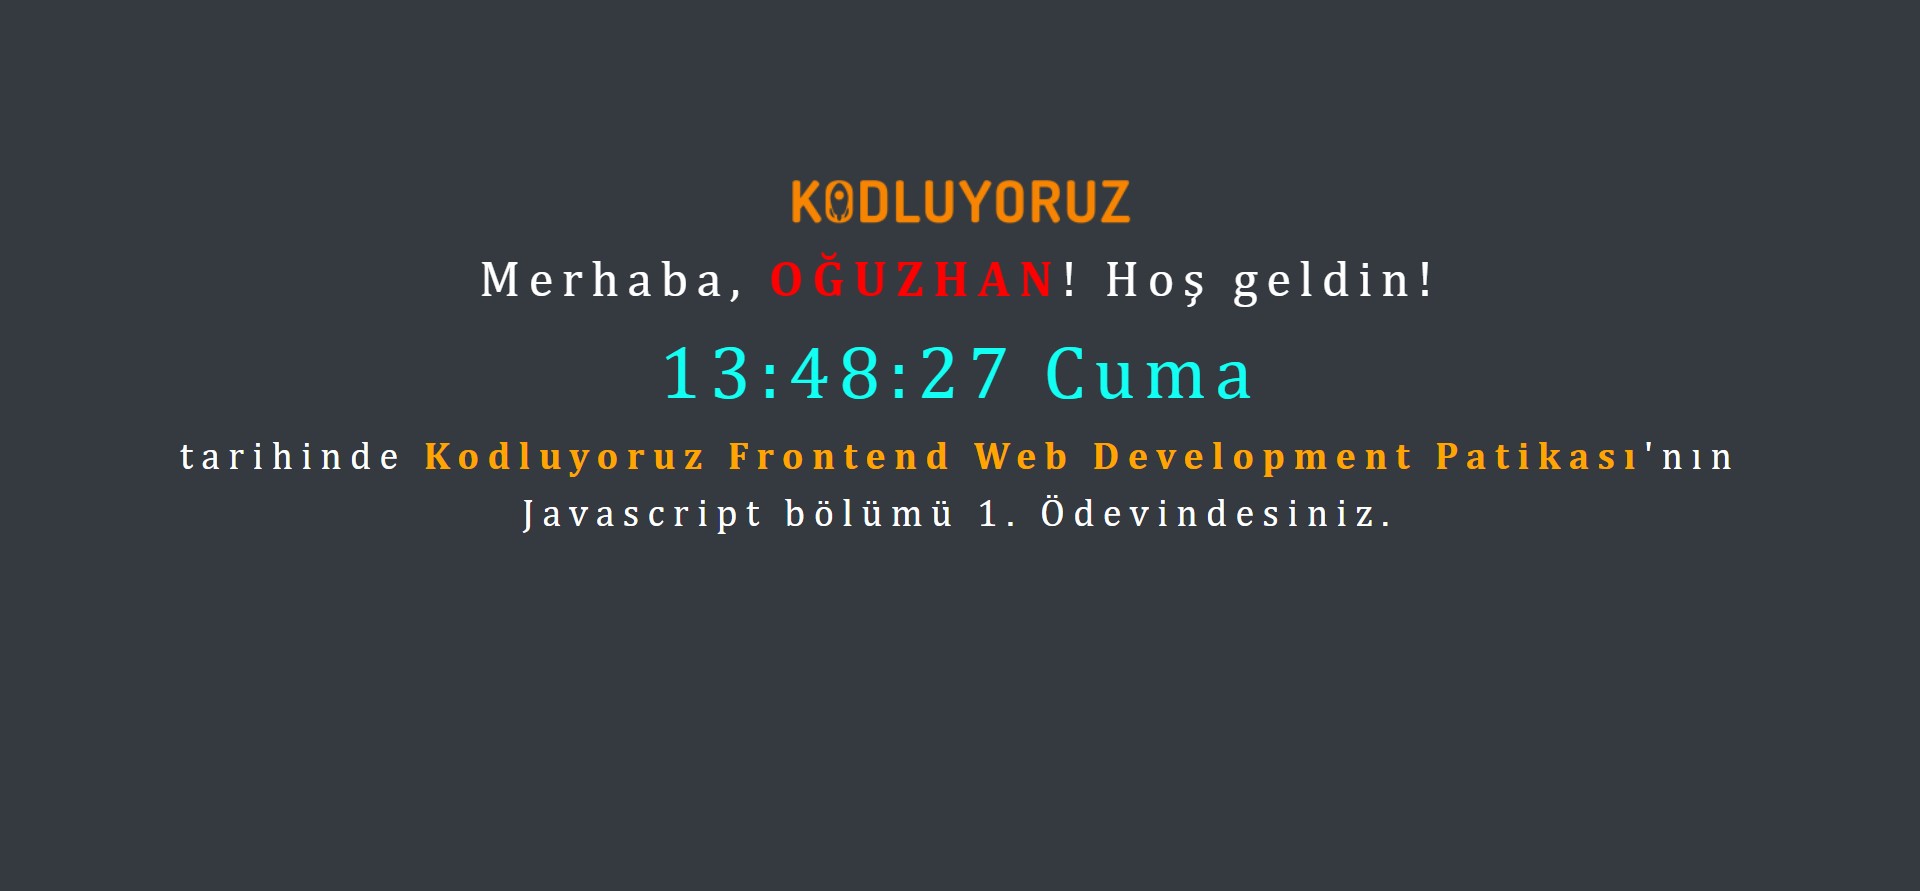 KODLUYORUZ
Merhaba, OĞUZHAN! Hoş geldin!
13:48:27 Cuma
tarihinde Kodluyoruz Frontend Web Development Patikası'nın
Javascript bölümü 1. Ödevindesiniz.